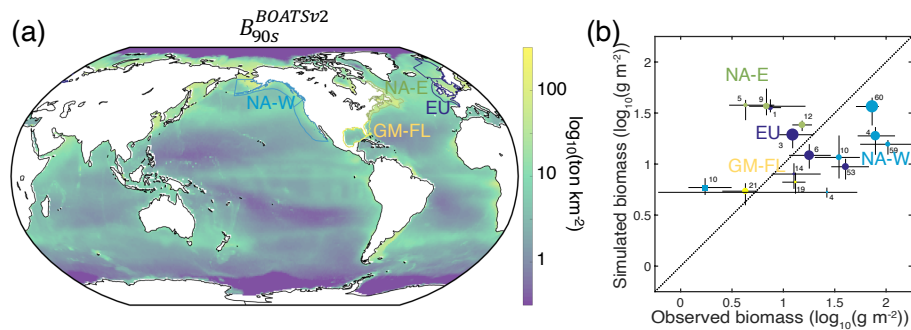 (a)
B_{90s}^{BOATSv2}
NA-E
NA-W
EU
GM-FL
100
10
1
log10(ton km-2)
(b)
2
1.5
1
0.5
0
Simulated biomass (log10(g m-2))
NA-E
5
9
1
60
EU
12
3
4
59
6
10
NA-W
GM-FL
14
53
10
21
19
4
0
0.5
1
1.5
2
Observed biomass (log10(g m-2))